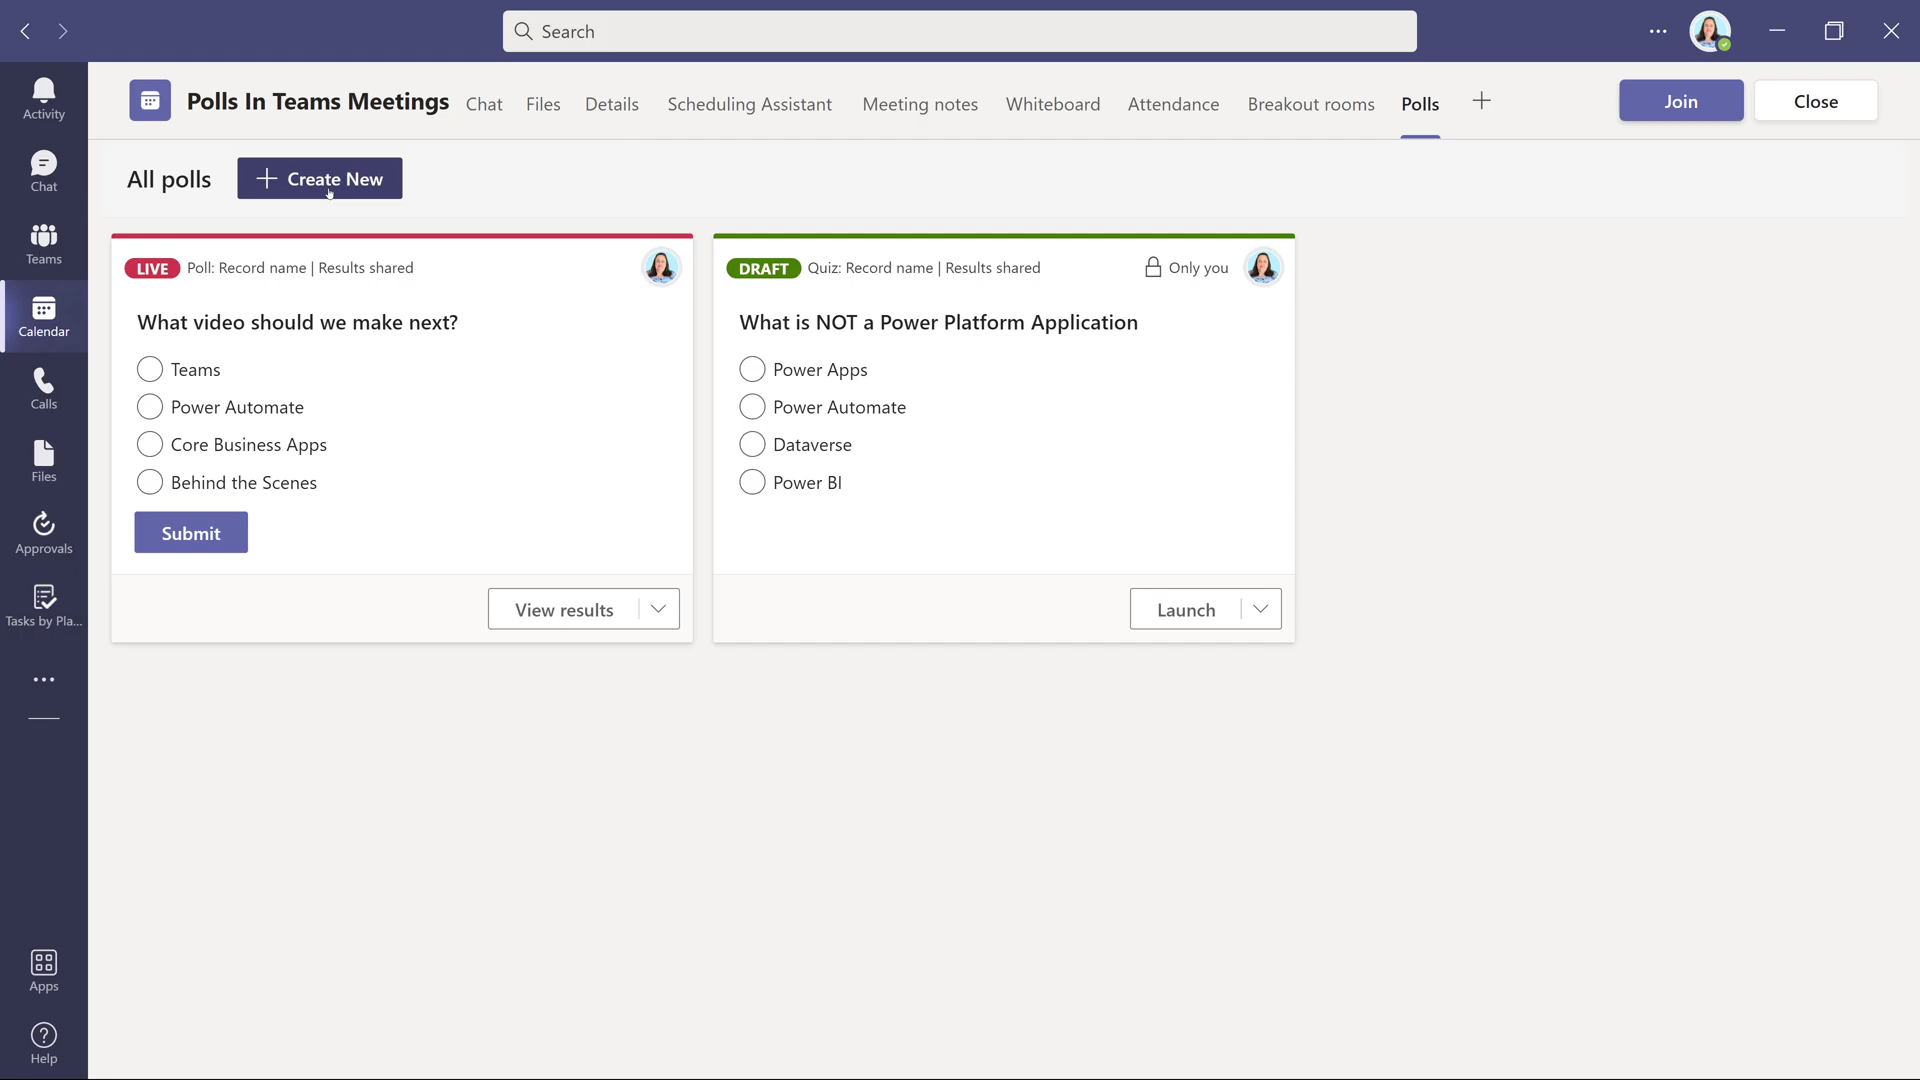 Search
Activity
Chat
Teams
Calendar
Calls
Files
Approvals
Tasks by Pla...
Apps
Help
Polls In Teams Meetings
Chat
Files
Details
Scheduling Assistant
Meeting notes
Whiteboard
Attendance
Breakout rooms
Polls
Join
Close
All polls
Create New
LIVE Poll: Record name | Results shared
What video should we make next?
Teams
Power Automate
Core Business Apps
Behind the Scenes
Submit
View results
DRAFT Quiz: Record name | Results shared
Only you
What is NOT a Power Platform Application
Power Apps
Power Automate
Dataverse
Power BI
Launch